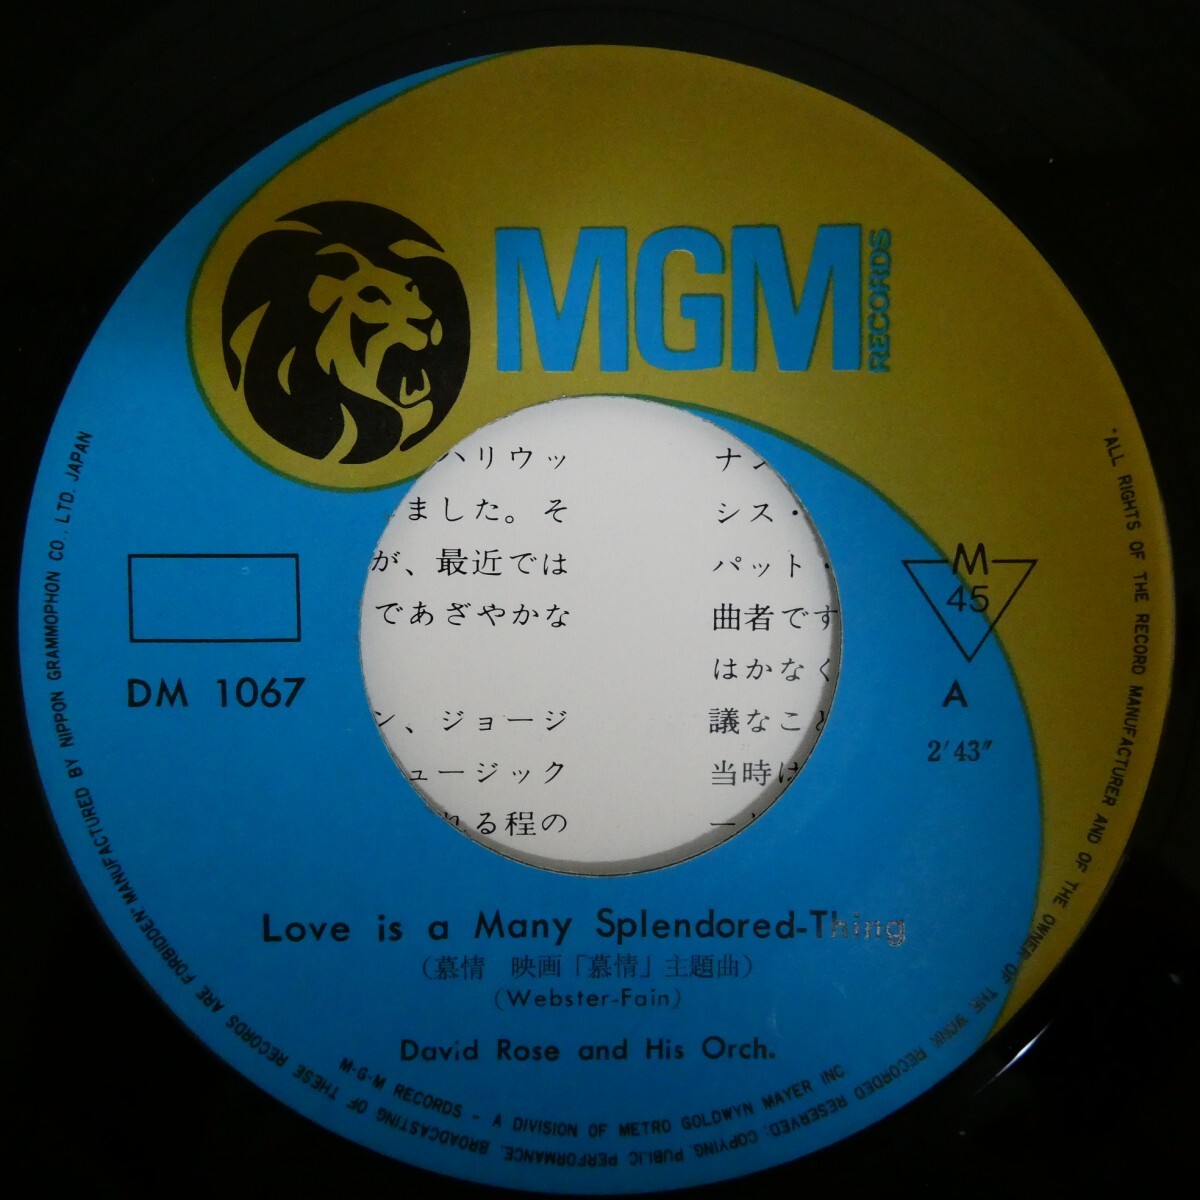 MGM
RECORDS
ハリウッ
ました。そ
が、最近では
であざやかな
ン、ジョージ
ュージック
れる程の
ナン
シス・
パット・
曲者です
はかなく
議なこと
当時は
DM 1067
M
45
A
2'43"
Love is a Many Splendored-Thing
(慕情 映画「慕情」主題曲)
(Webster-Fain)
David Rose and His Orch.
M-G-M RECORDS - A DIVISION OF METRO GOLDWYN MAYER INC.
"ALL RIGHTS OF THE RECORD MANUFACTURER AND OF THE OWNER OF THE WORK RECORDED RESERVED; COPYING PUBLIC PERFORMANCE, BROADCASTING OF THESE RECORDS ARE FORBIDDEN" MANUFACTURED BY NIPPON GRAMMOPHON CO., LTD. JAPAN